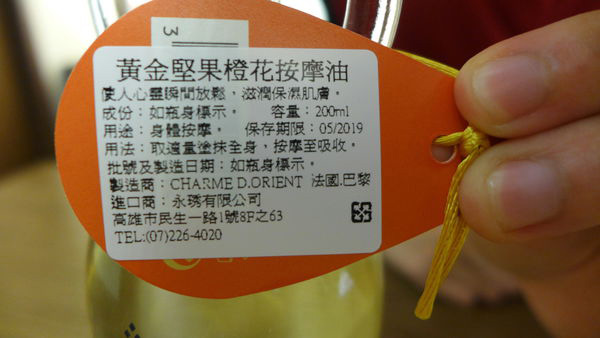 3
黃金堅果橙花按摩油
使人心靈瞬間放鬆，滋潤保濕肌膚。
成份：如瓶身標示。 容量：200ml
用途：身體按摩。 保存期限：05/2019
用法：取適量塗抹全身，按摩至吸收。
批號及製造日期：如瓶身標示。
製造商：CHARME D.ORIENT 法國.巴黎
進口商：永琇有限公司
高雄市民生一路1號8F之63
TEL:(07)226-4020